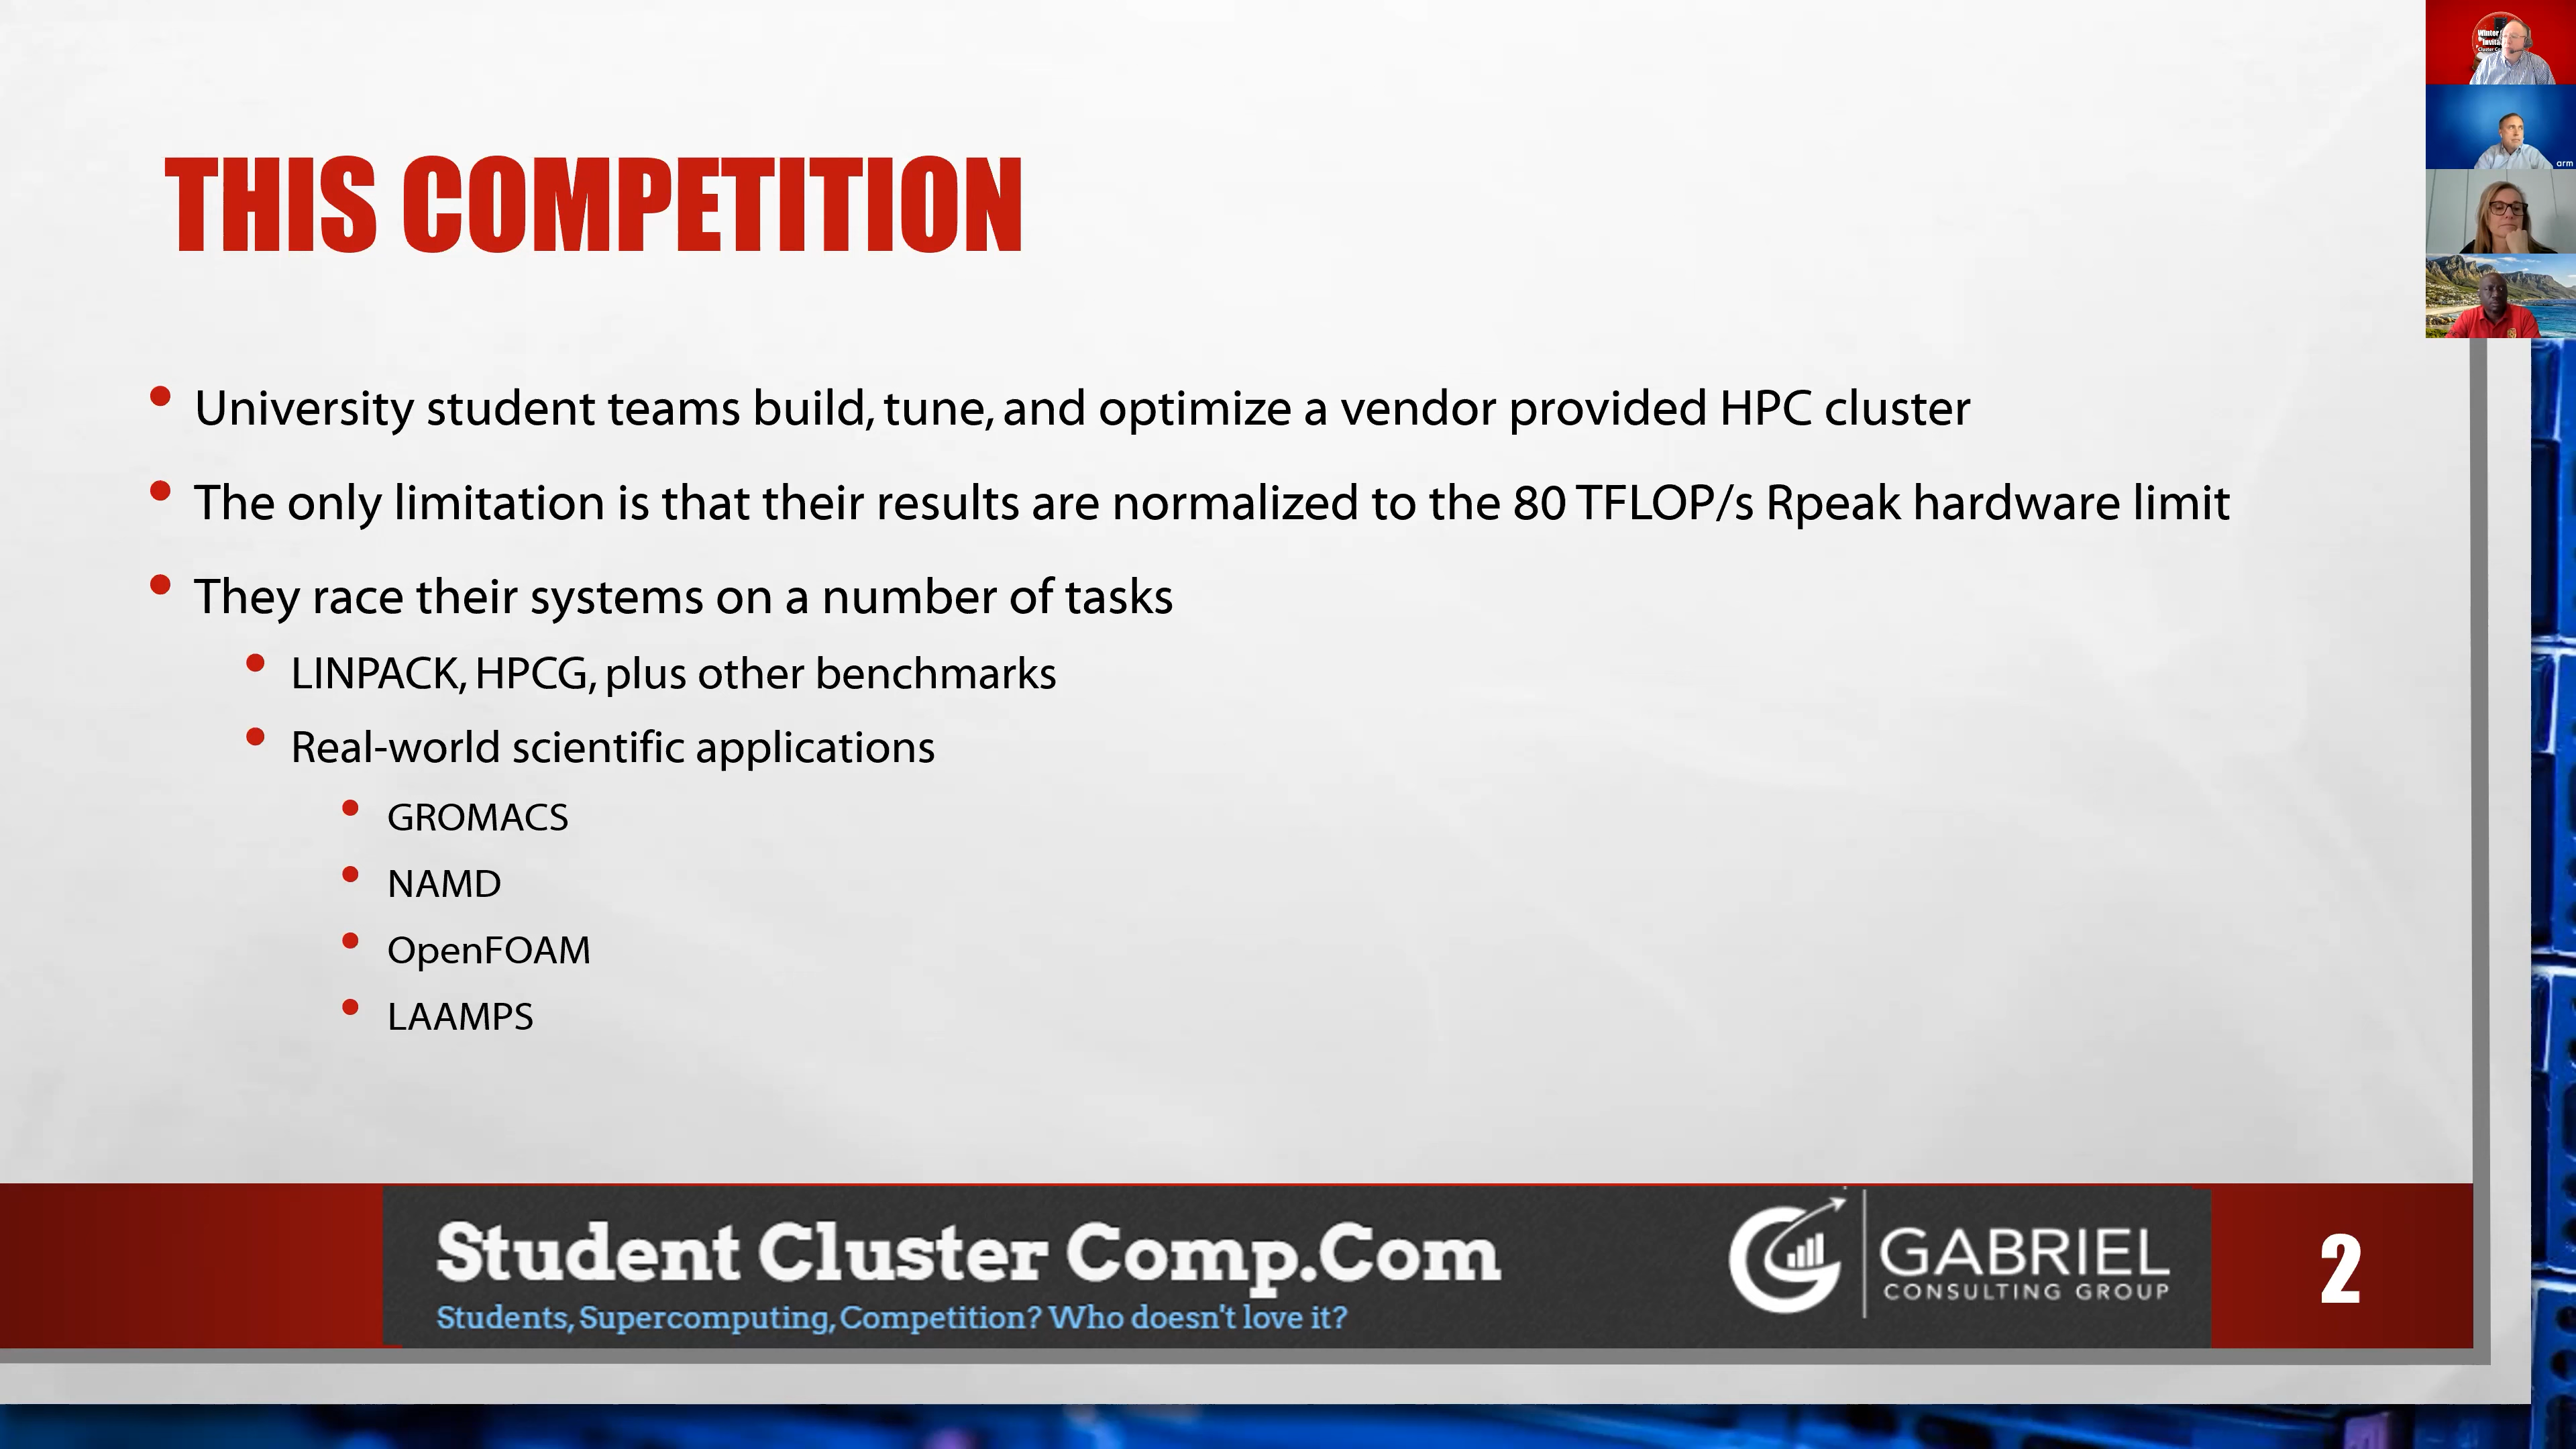 THIS COMPETITION
University student teams build, tune, and optimize a vendor provided HPC cluster
The only limitation is that their results are normalized to the 80 TFLOP/s Rpeak hardware limit
They race their systems on a number of tasks
LINPACK, HPCG, plus other benchmarks
Real-world scientific applications
GROMACS
NAMD
OpenFOAM
LAAMPS
Student Cluster Comp.Com
Students, Supercomputing, Competition? Who doesn't love it?
GABRIEL
CONSULTING GROUP
2
Winter
arm